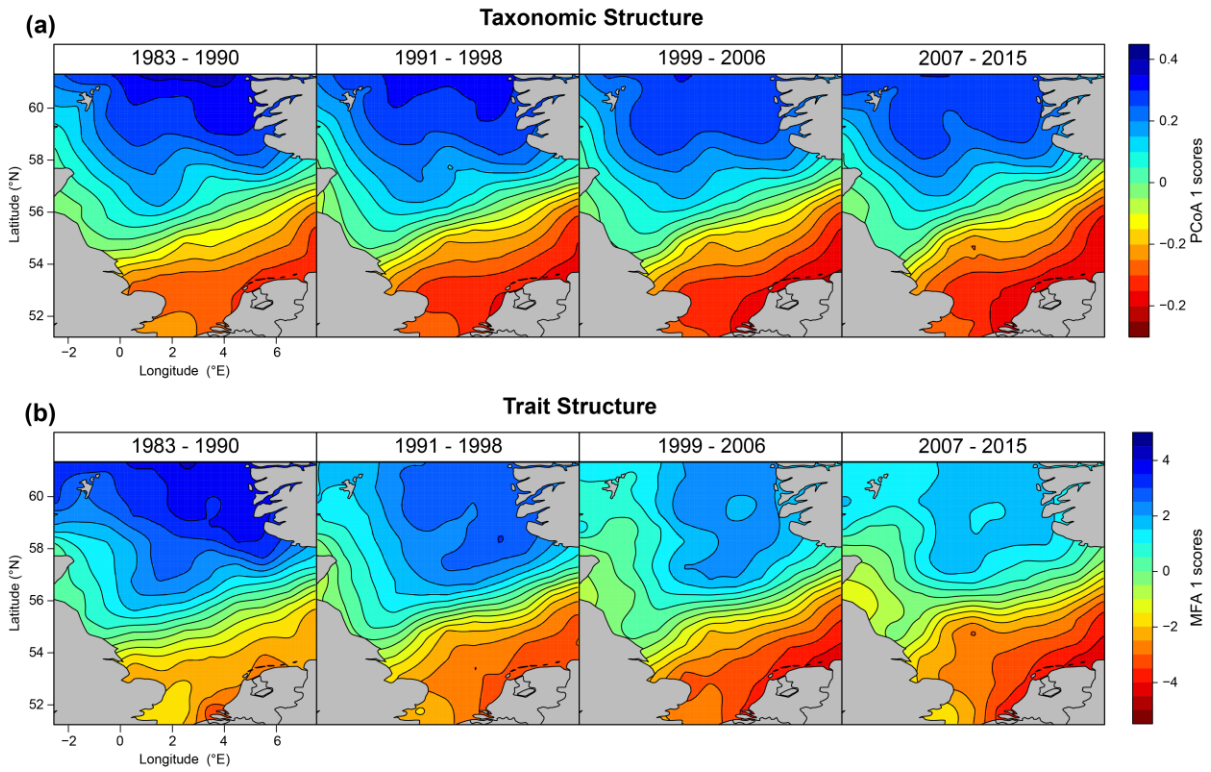 (a)
Taxonomic Structure
1983 - 1990
1991 - 1998
1999 - 2006
2007 - 2015
Latitude (°N)
60
58
56
54
52
−2 0 2 4 6
Longitude (°E)
0.4
0.2
0
−0.2
−0.2
PCoA 1 scores
(b)
Trait Structure
1983 - 1990
1991 - 1998
1999 - 2006
2007 - 2015
Latitude (°N)
60
58
56
54
52
−2 0 2 4 6
Longitude (°E)
4
2
0
−2
−4
MFA 1 scores